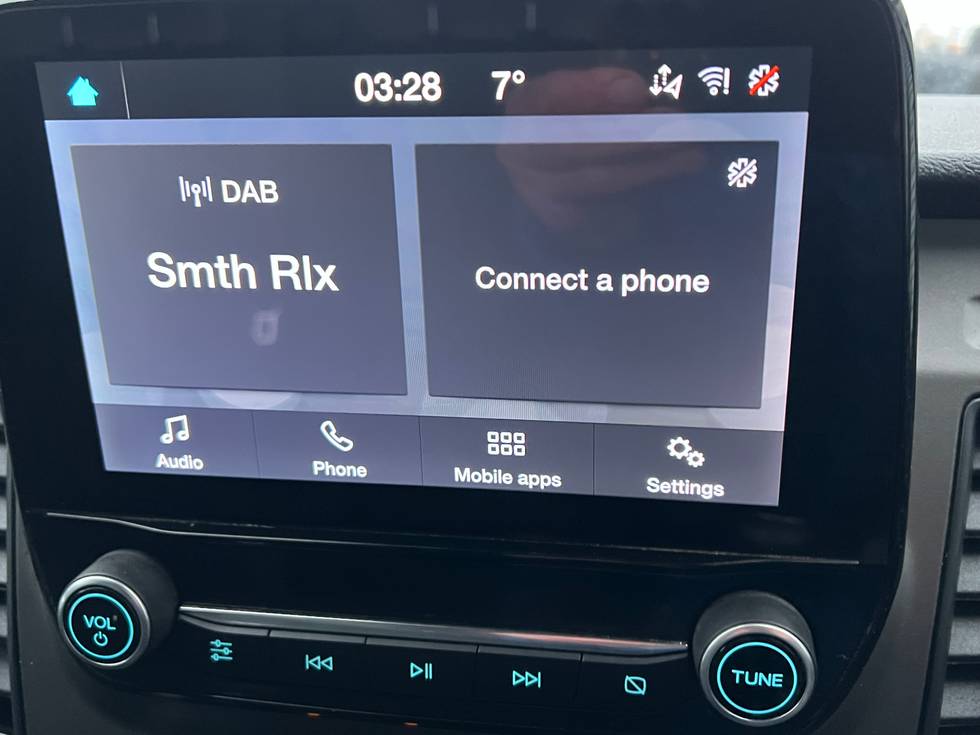 03:28 7°
DAB
Smth Rlx
Connect a phone
Audio
Phone
Mobile apps
Settings
VOL
TUNE